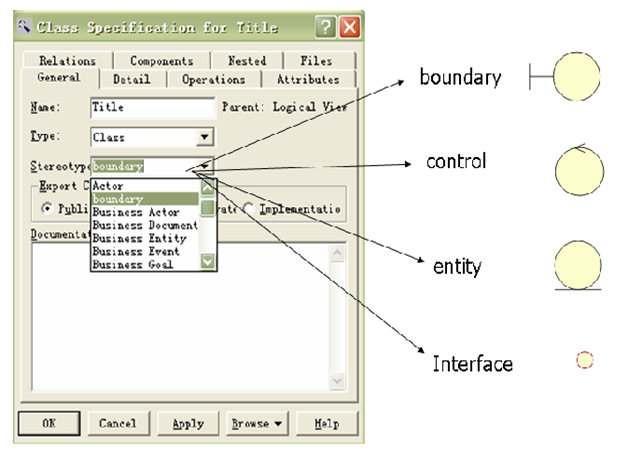 Class Specification for Title
Relations Components Nested Files
General Detail Operations Attributes
Name: Title Parent: Logical View
Type: Class
Stereotype boundary
Export C
Publi vate Implementatio
Actor
boundary
Business Actor
Business Document
Business Entity
Business Event
Business Goal
Documentat
OK Cancel Apply Browse Help
boundary
control
entity
Interface